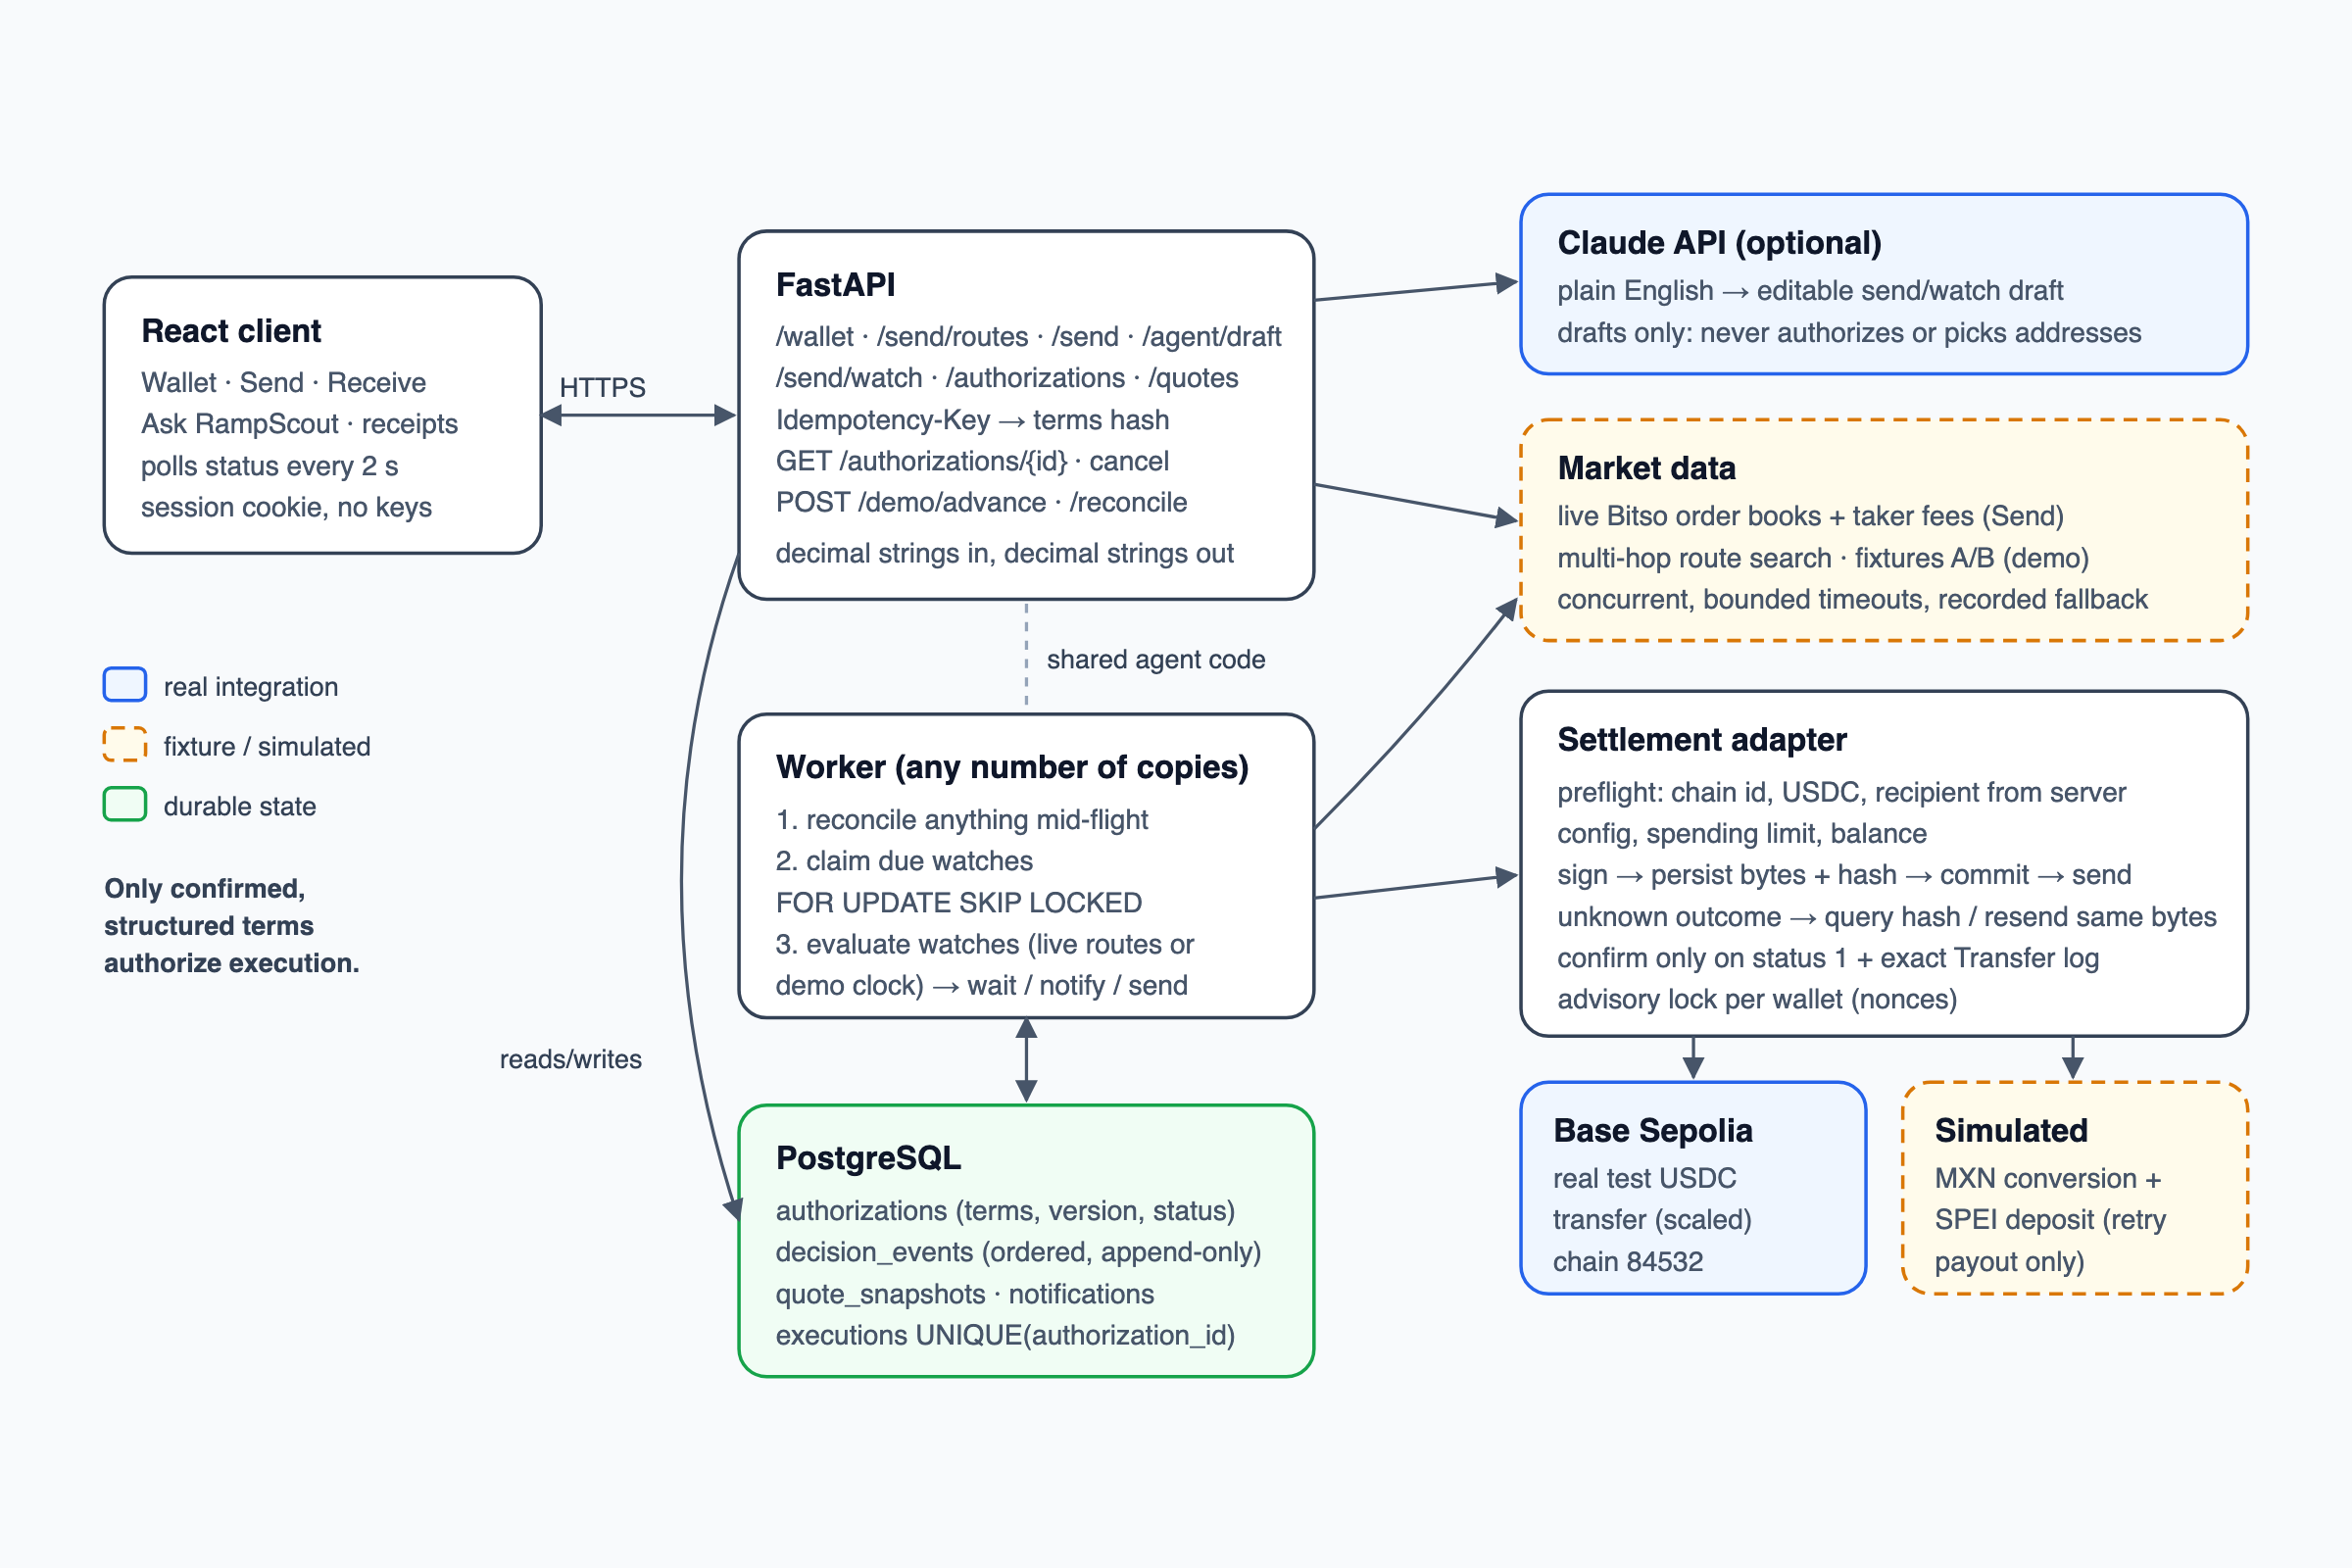 React client
Wallet · Send · Receive
Ask RampScout · receipts
polls status every 2 s
session cookie, no keys
HTTPS
real integration
fixture / simulated
durable state
Only confirmed,
structured terms
authorize execution.
FastAPI
/wallet · /send/routes · /send · /agent/draft
/send/watch · /authorizations · /quotes
Idempotency-Key → terms hash
GET /authorizations/{id} · cancel
POST /demo/advance · /reconcile
decimal strings in, decimal strings out
shared agent code
Worker (any number of copies)
1. reconcile anything mid-flight
2. claim due watches
FOR UPDATE SKIP LOCKED
3. evaluate watches (live routes or
demo clock) → wait / notify / send
reads/writes
PostgreSQL
authorizations (terms, version, status)
decision_events (ordered, append-only)
quote_snapshots · notifications
executions UNIQUE(authorization_id)
Claude API (optional)
plain English → editable send/watch draft
drafts only: never authorizes or picks addresses
Market data
live Bitso order books + taker fees (Send)
multi-hop route search · fixtures A/B (demo)
concurrent, bounded timeouts, recorded fallback
Settlement adapter
preflight: chain id, USDC, recipient from server
config, spending limit, balance
sign → persist bytes + hash → commit → send
unknown outcome → query hash / resend same bytes
confirm only on status 1 + exact Transfer log
advisory lock per wallet (nonces)
Base Sepolia
real test USDC
transfer (scaled)
chain 84532
Simulated
MXN conversion +
SPEI deposit (retry
payout only)